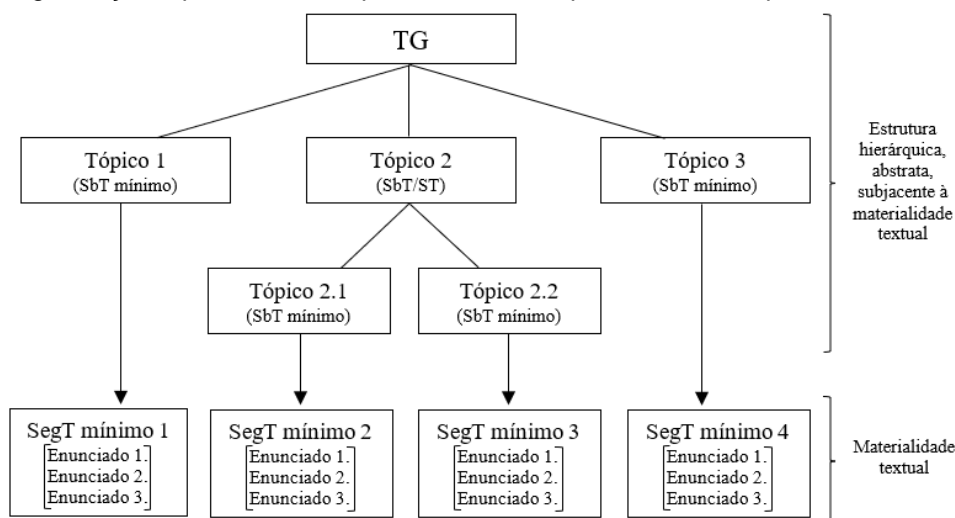 TG
Tópico 1
(SbT mínimo)
Tópico 2
(SbT/ST)
Tópico 3
(SbT mínimo)
Tópico 2.1
(SbT mínimo)
Tópico 2.2
(SbT mínimo)
Estrutura
hierárquica,
abstrata,
subjacente à
materialidade
textual
SegT mínimo 1
Enunciado 1.
Enunciado 2.
Enunciado 3.
SegT mínimo 2
Enunciado 1.
Enunciado 2.
Enunciado 3.
SegT mínimo 3
Enunciado 1.
Enunciado 2.
Enunciado 3.
SegT mínimo 4
Enunciado 1.
Enunciado 2.
Enunciado 3.
Materialidade
textual